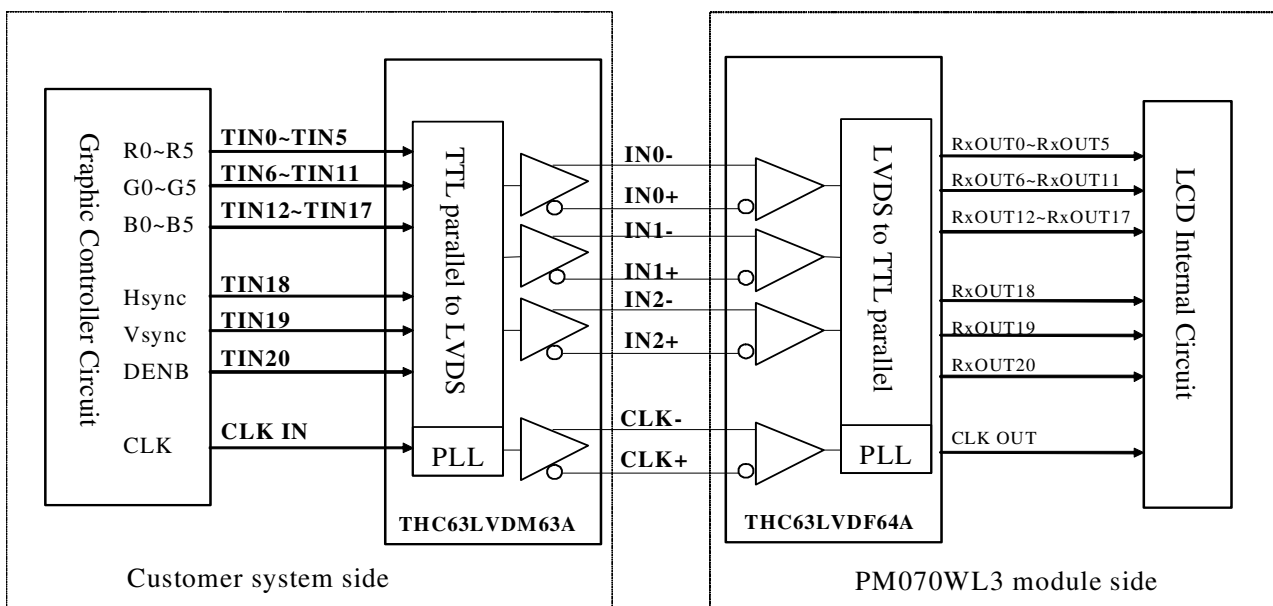 Graphic Controller Circuit
R0~R5
G0~G5
B0~B5
Hsync
Vsync
DENB
CLK
TIN0~TIN5
TIN6~TIN11
TIN12~TIN17
TIN18
TIN19
TIN20
CLK IN
TTL parallel to LVDS
PLL
THC63LVDM63A
Customer system side
IN0-
IN0+
IN1-
IN1+
IN2-
IN2+
CLK-
CLK+
LVDS to TTL parallel
PLL
THC63LVDF64A
RxOUT0~RxOUT5
RxOUT6~RxOUT11
RxOUT12~RxOUT17
RxOUT18
RxOUT19
RxOUT20
CLK OUT
LCD Internal Circuit
PM070WL3 module side